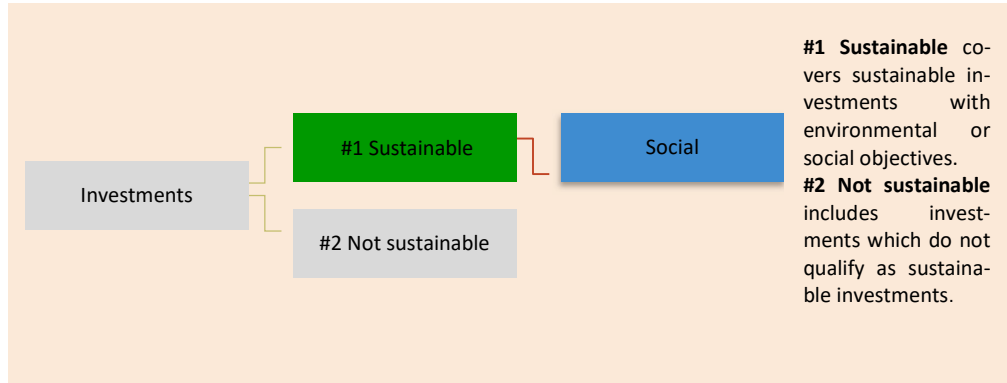 Investments
#1 Sustainable
Social
#2 Not sustainable
#1 Sustainable co-
vers sustainable in-
vestments with
environmental or
social objectives.
#2 Not sustainable
includes invest-
ments which do not
qualify as sustaina-
ble investments.